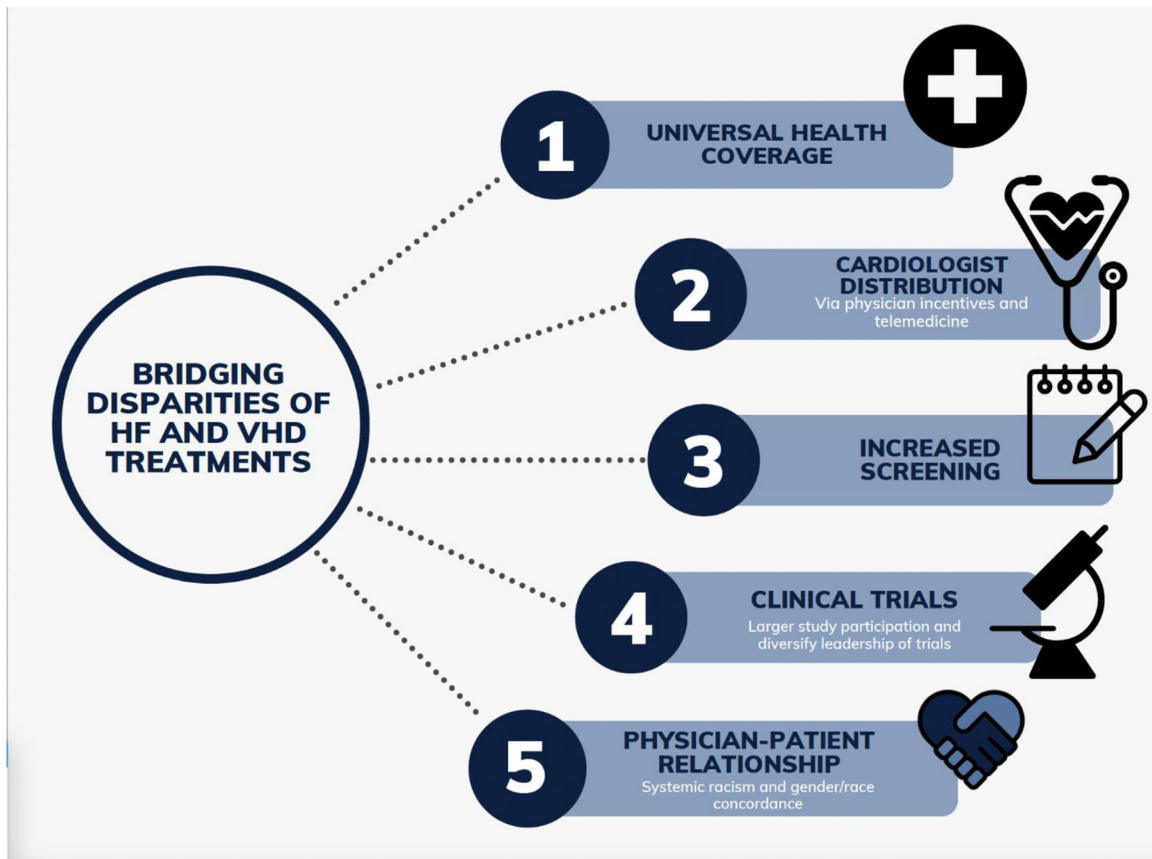 BRIDGING
DISPARITIES OF
HF AND VHD
TREATMENTS
1
UNIVERSAL HEALTH
COVERAGE
2
CARDIOLOGIST
DISTRIBUTION
Via physician incentives and
telemedicine
3
INCREASED
SCREENING
4
CLINICAL TRIALS
Larger study participation and
diversify leadership of trials
5
PHYSICIAN-PATIENT
RELATIONSHIP
Systemic racism and gender/race
concordance